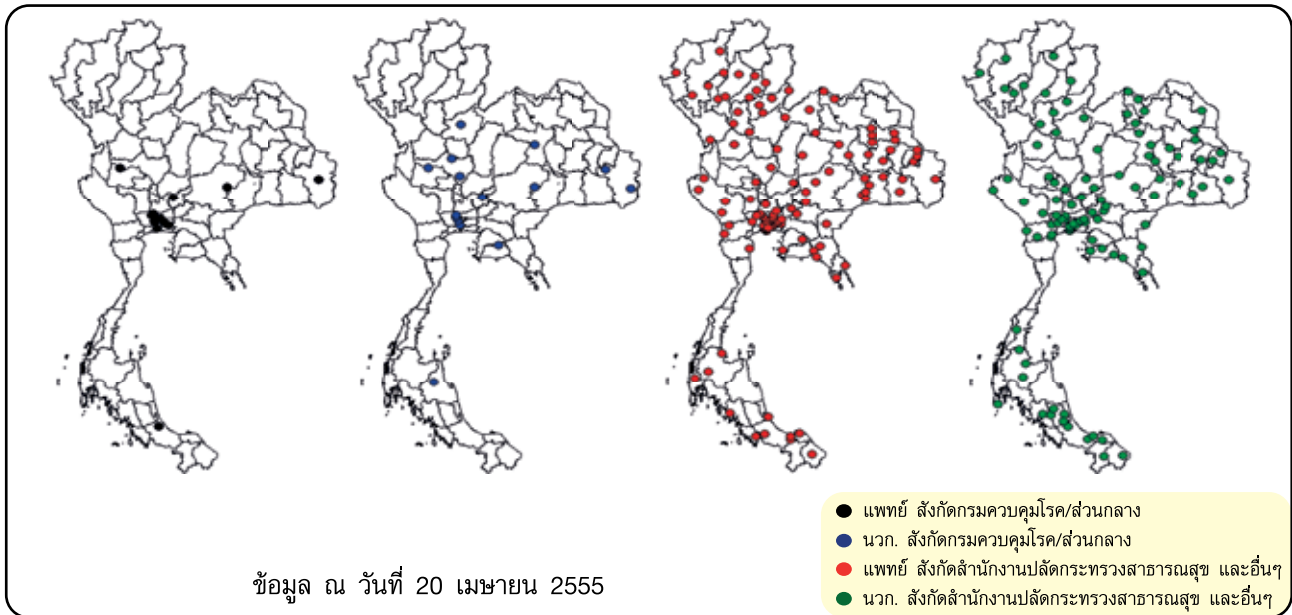 ข้อมูล ณ วันที่ 20 เมษายน 2555
แพทย์ สังกัดกรมควบคุมโรค/ส่วนกลาง
นวก. สังกัดกรมควบคุมโรค/ส่วนกลาง
แพทย์ สังกัดสำนักงานปลัดกระทรวงสาธารณสุข และอื่นๆ
นวก. สังกัดสำนักงานปลัดกระทรวงสาธารณสุข และอื่นๆ